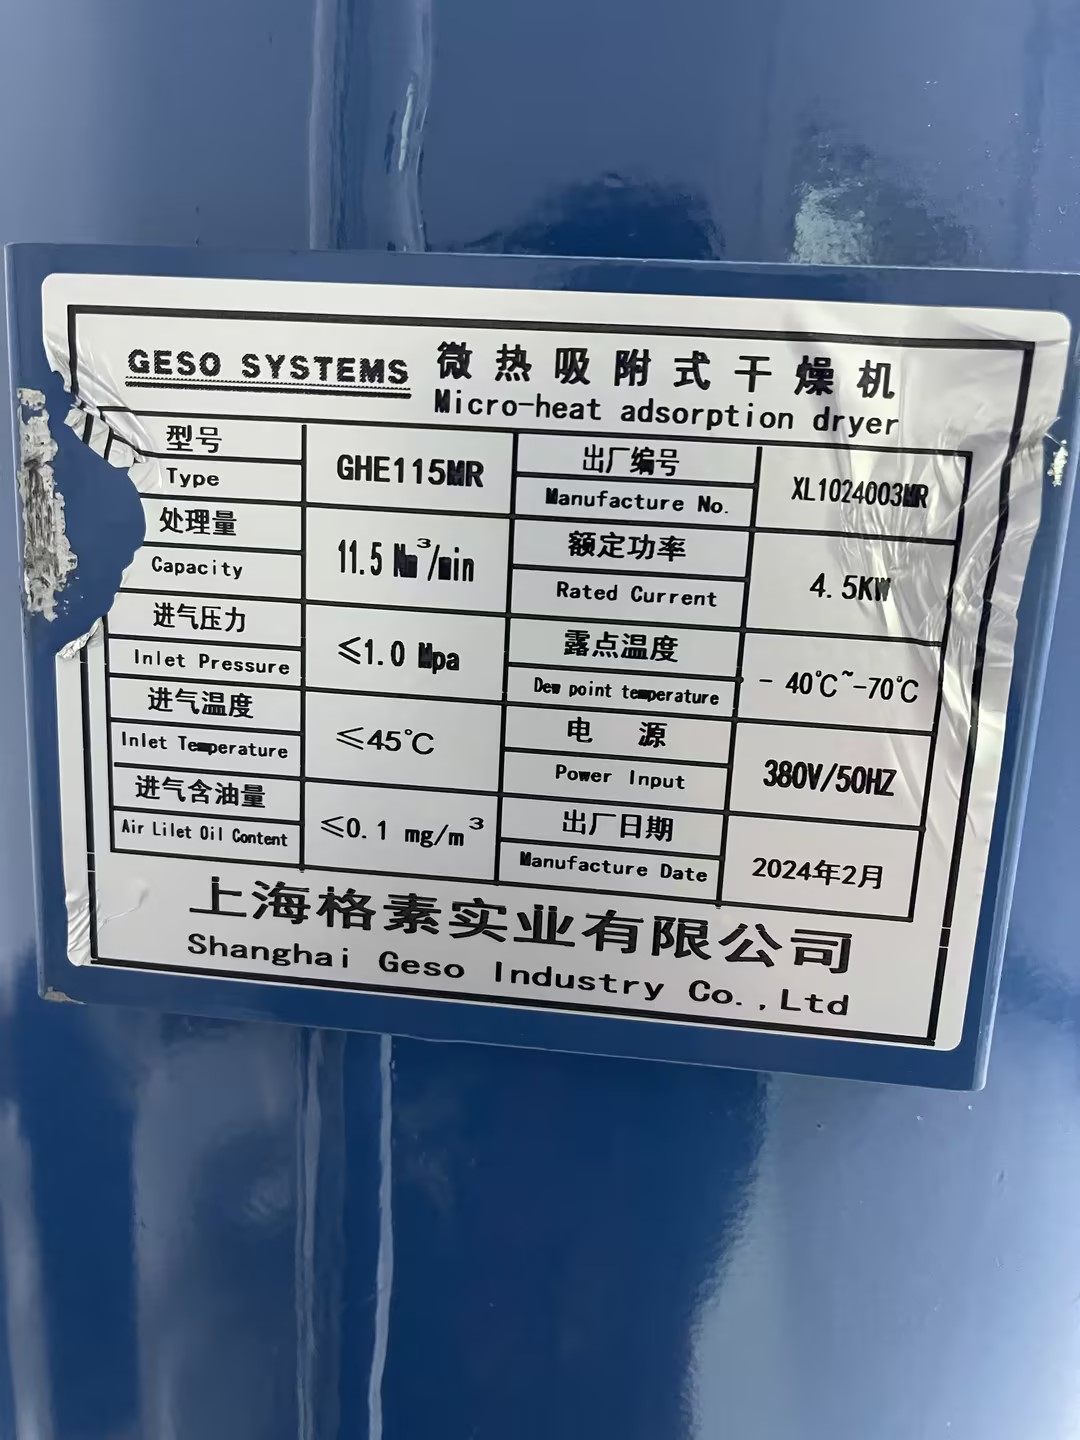 GESO SYSTEMS 微热吸附式干燥机
Micro-heat adsorption dryer
型号
Type
GHE115MR
出厂编号
Manufacture No.
XL1024003MR
处理量
Capacity
11.5 Nm³/min
额定功率
Rated Current
4.5KW
进气压力
Inlet Pressure
≤1.0 Mpa
露点温度
Dew point temperature
- 40℃~-70℃
进气温度
Inlet Temperature
≤45℃
电 源
Power Input
380V/50HZ
进气含油量
Air Lilet Oil Content
≤0.1 mg/m³
出厂日期
Manufacture Date
2024年2月
上海格素实业有限公司
Shanghai Geso Industry Co.,Ltd